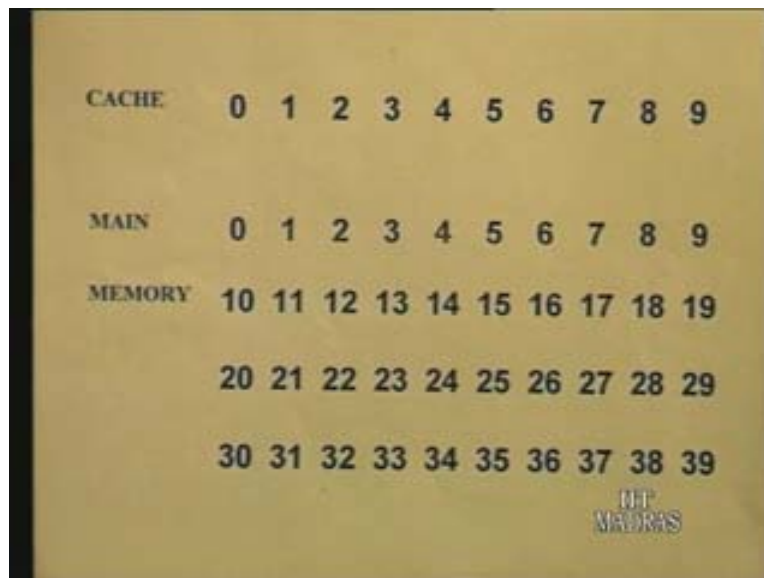 CACHE 0 1 2 3 4 5 6 7 8 9
MAIN 0 1 2 3 4 5 6 7 8 9
MEMORY 10 11 12 13 14 15 16 17 18 19
20 21 22 23 24 25 26 27 28 29
30 31 32 33 34 35 36 37 38 39
IIT
MADRAS